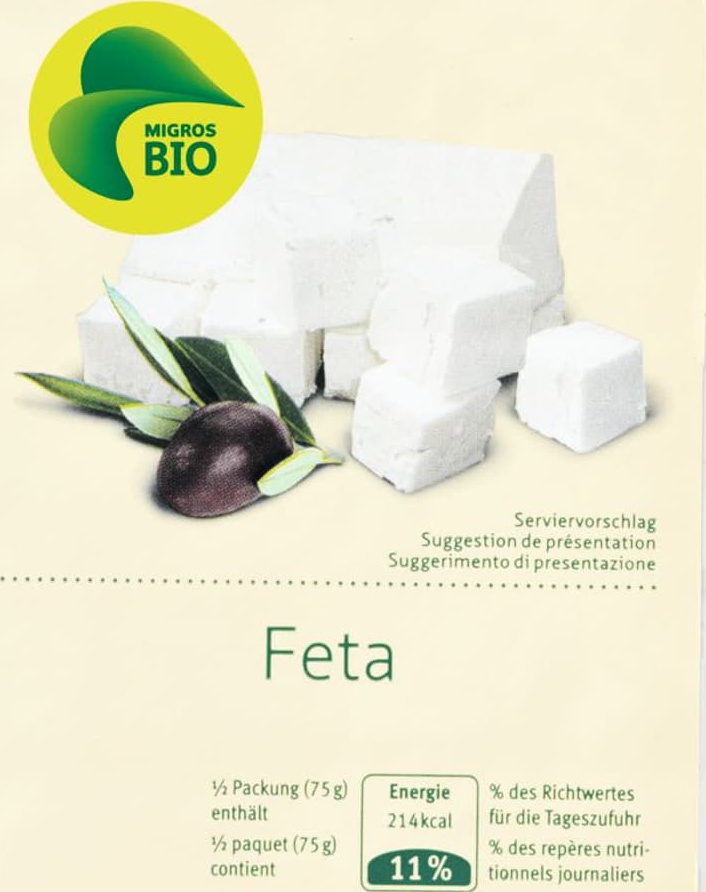 MIGROS
BIO
Serviervorschlag
Suggestion de présentation
Suggerimento di presentazione
Feta
½ Packung (75 g)
enthält
½ paquet (75 g)
contient
Energie
214 kcal
11%
% des Richtwertes
für die Tageszufuhr
% des repères nutri-
tionnels journaliers